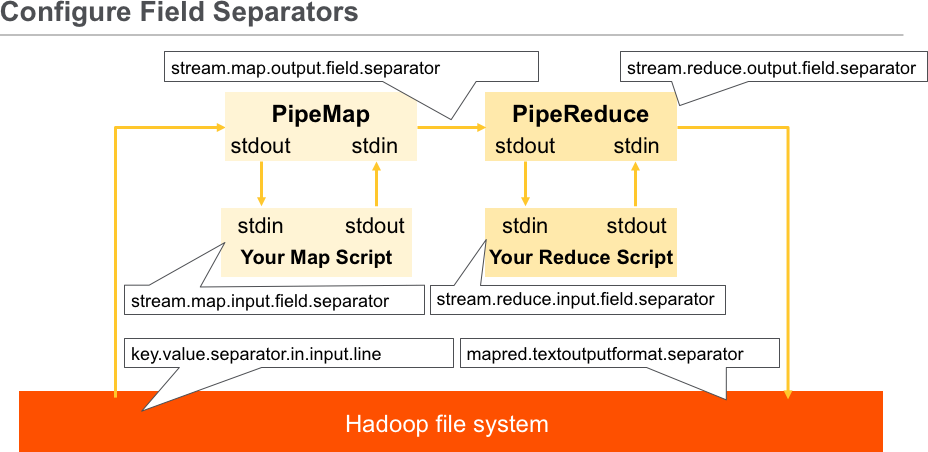 Configure Field Separators
stream.map.output.field.separator
stream.reduce.output.field.separator
PipeMap
PipeReduce
stdout stdin
stdout stdin
stdin stdout
stdin stdout
Your Map Script
Your Reduce Script
stream.map.input.field.separator
stream.reduce.input.field.separator
key.value.separator.in.input.line
mapred.textoutputformat.separator
Hadoop file system